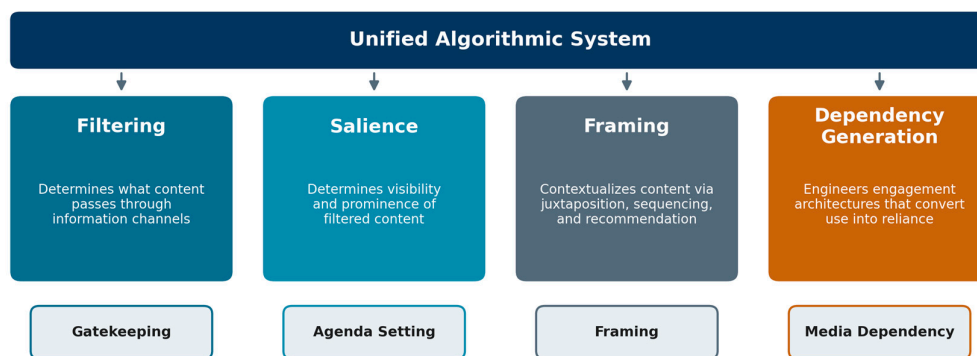 Unified Algorithmic System
Filtering
Determines what content
passes through
information channels
Salience
Determines visibility
and prominence of
filtered content
Framing
Contextualizes content via
juxtaposition, sequencing,
and recommendation
Dependency
Generation
Engineers engagement
architectures that convert
use into reliance
Gatekeeping
Agenda Setting
Framing
Media Dependency